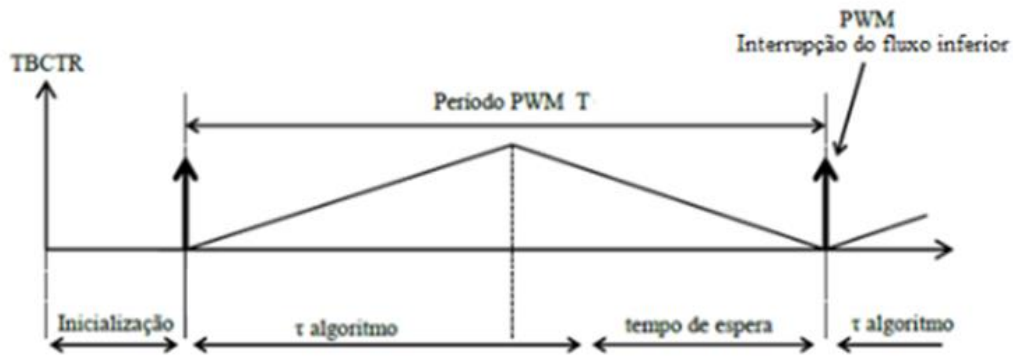 PWM
Interrupção do fluxo inferior
TBCTR
Período PWM T
Inicialização
τ algoritmo
tempo de espera
τ algoritmo